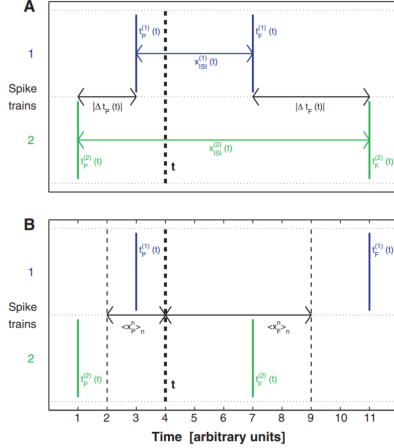 A
t_P^(1) (t)
t_F^(1) (t)
1
x_ISI^(1) (t)
Spike
trains
|Δ t_P (t)|
|Δ t_F (t)|
2
x_ISI^(2) (t)
t_P^(2) (t)
t
t_F^(2) (t)
B
t_P^(1) (t)
t_F^(1) (t)
1
Spike
trains
<x_P^n>_n
<x_F^n>_n
2
t_P^(2) (t)
t
t_F^(2) (t)
1 2 3 4 5 6 7 8 9 10 11
Time [arbitrary units]